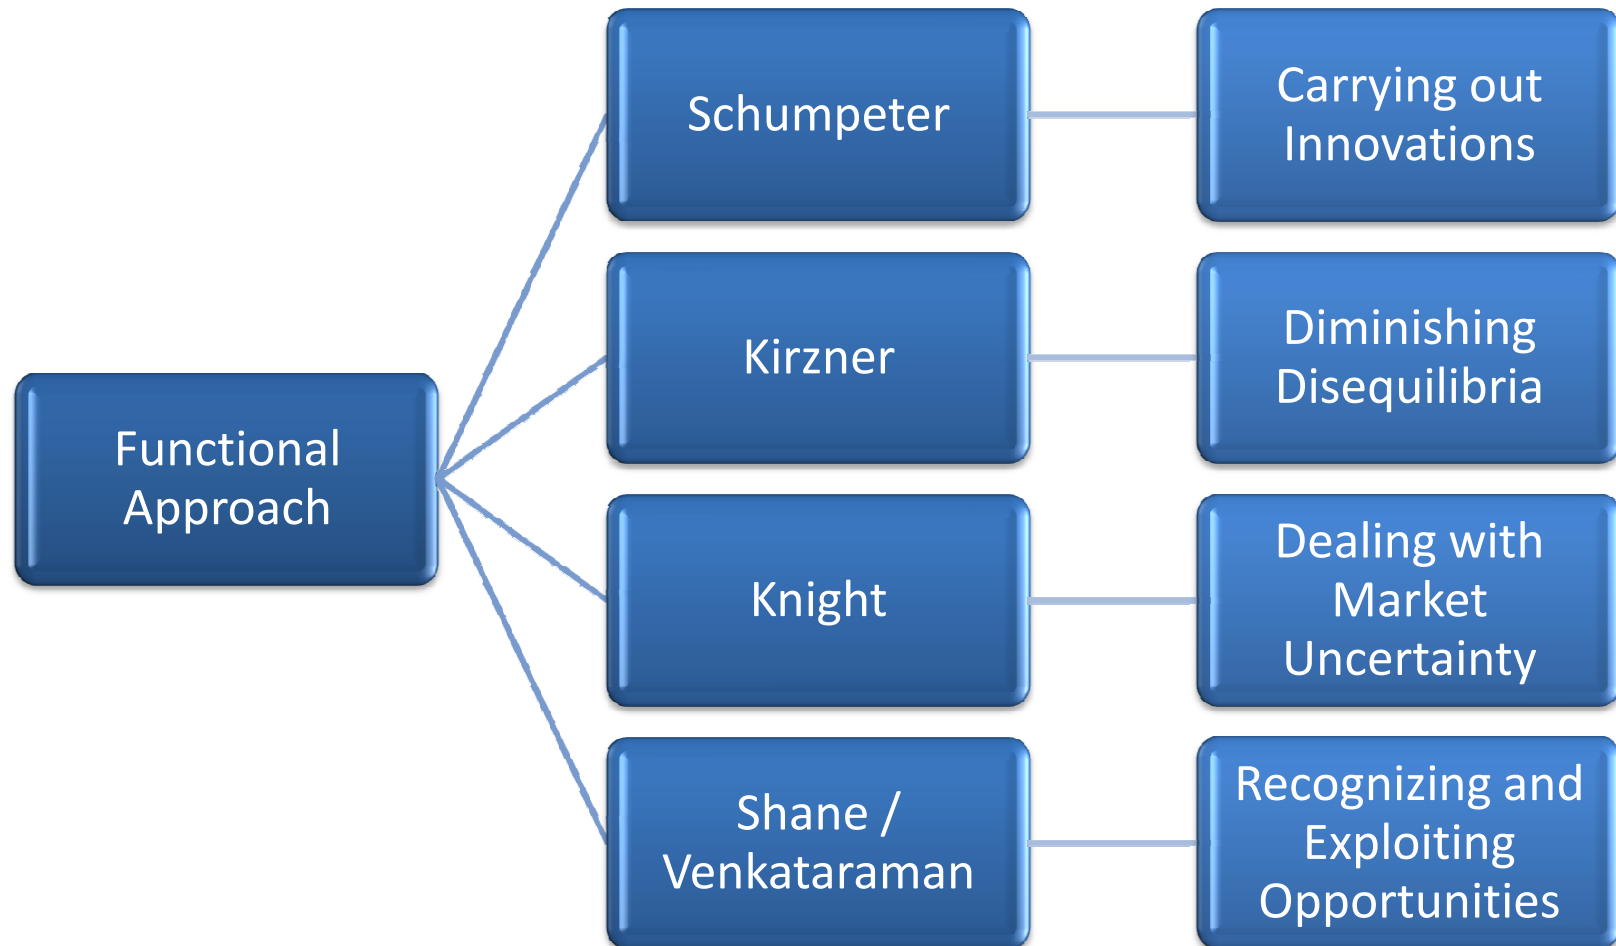 Functional
Approach
Schumpeter
Carrying out
Innovations
Kirzner
Diminishing
Disequilibria
Knight
Dealing with
Market
Uncertainty
Shane /
Venkataraman
Recognizing and
Exploiting
Opportunities